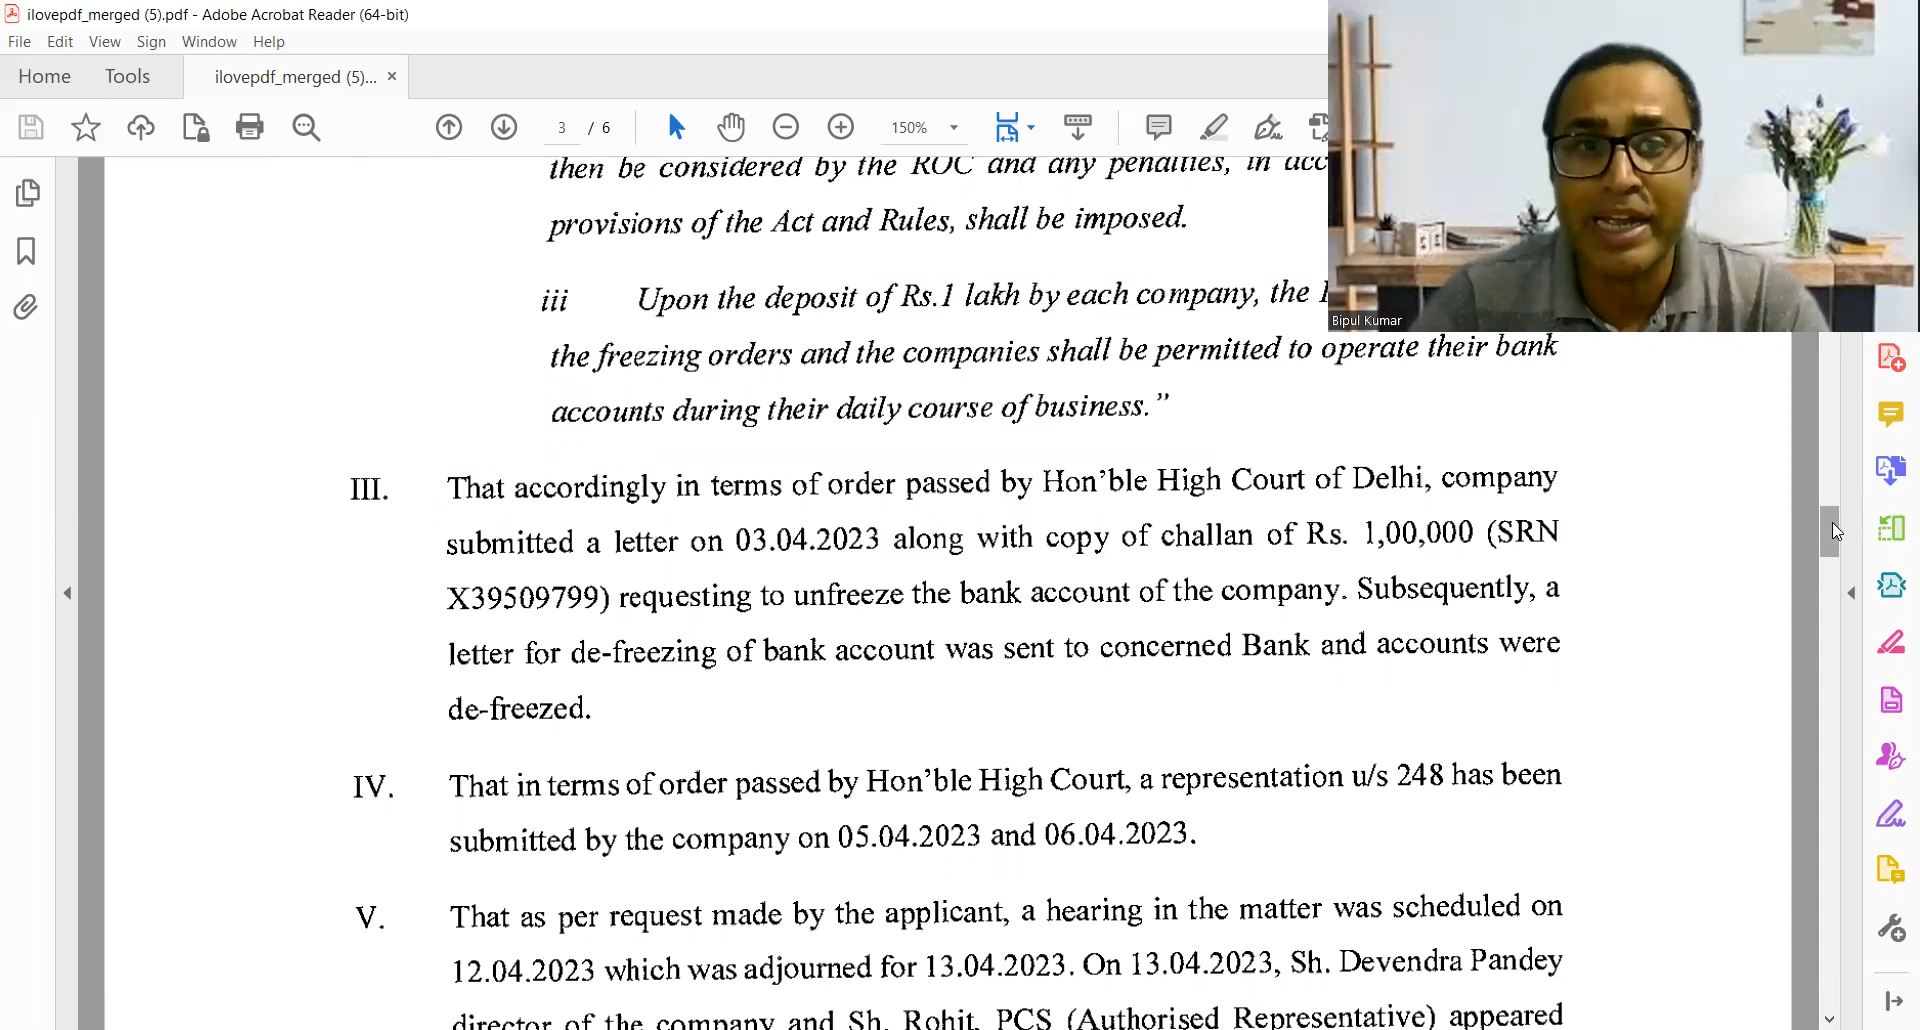 ilovepdf_merged (5).pdf - Adobe Acrobat Reader (64-bit)
File Edit View Sign Window Help
Home Tools ilovepdf_merged (5)... ×
3 / 6 150%
then be considered by the ROC and any penalties, in
provisions of the Act and Rules, shall be imposed.
iii Upon the deposit of Rs.1 lakh by each company, the
Bipul Kumar
the freezing orders and the companies shall be permitted to operate their bank
accounts during their daily course of business.”
III. That accordingly in terms of order passed by Hon’ble High Court of Delhi, company
submitted a letter on 03.04.2023 along with copy of challan of Rs. 1,00,000 (SRN
X39509799) requesting to unfreeze the bank account of the company. Subsequently, a
letter for de-freezing of bank account was sent to concerned Bank and accounts were
de-freezed.
IV. That in terms of order passed by Hon’ble High Court, a representation u/s 248 has been
submitted by the company on 05.04.2023 and 06.04.2023.
V. That as per request made by the applicant, a hearing in the matter was scheduled on
12.04.2023 which was adjourned for 13.04.2023. On 13.04.2023, Sh. Devendra Pandey
director of the company and Sh. Rohit, PCS (Authorised Representative) appeared